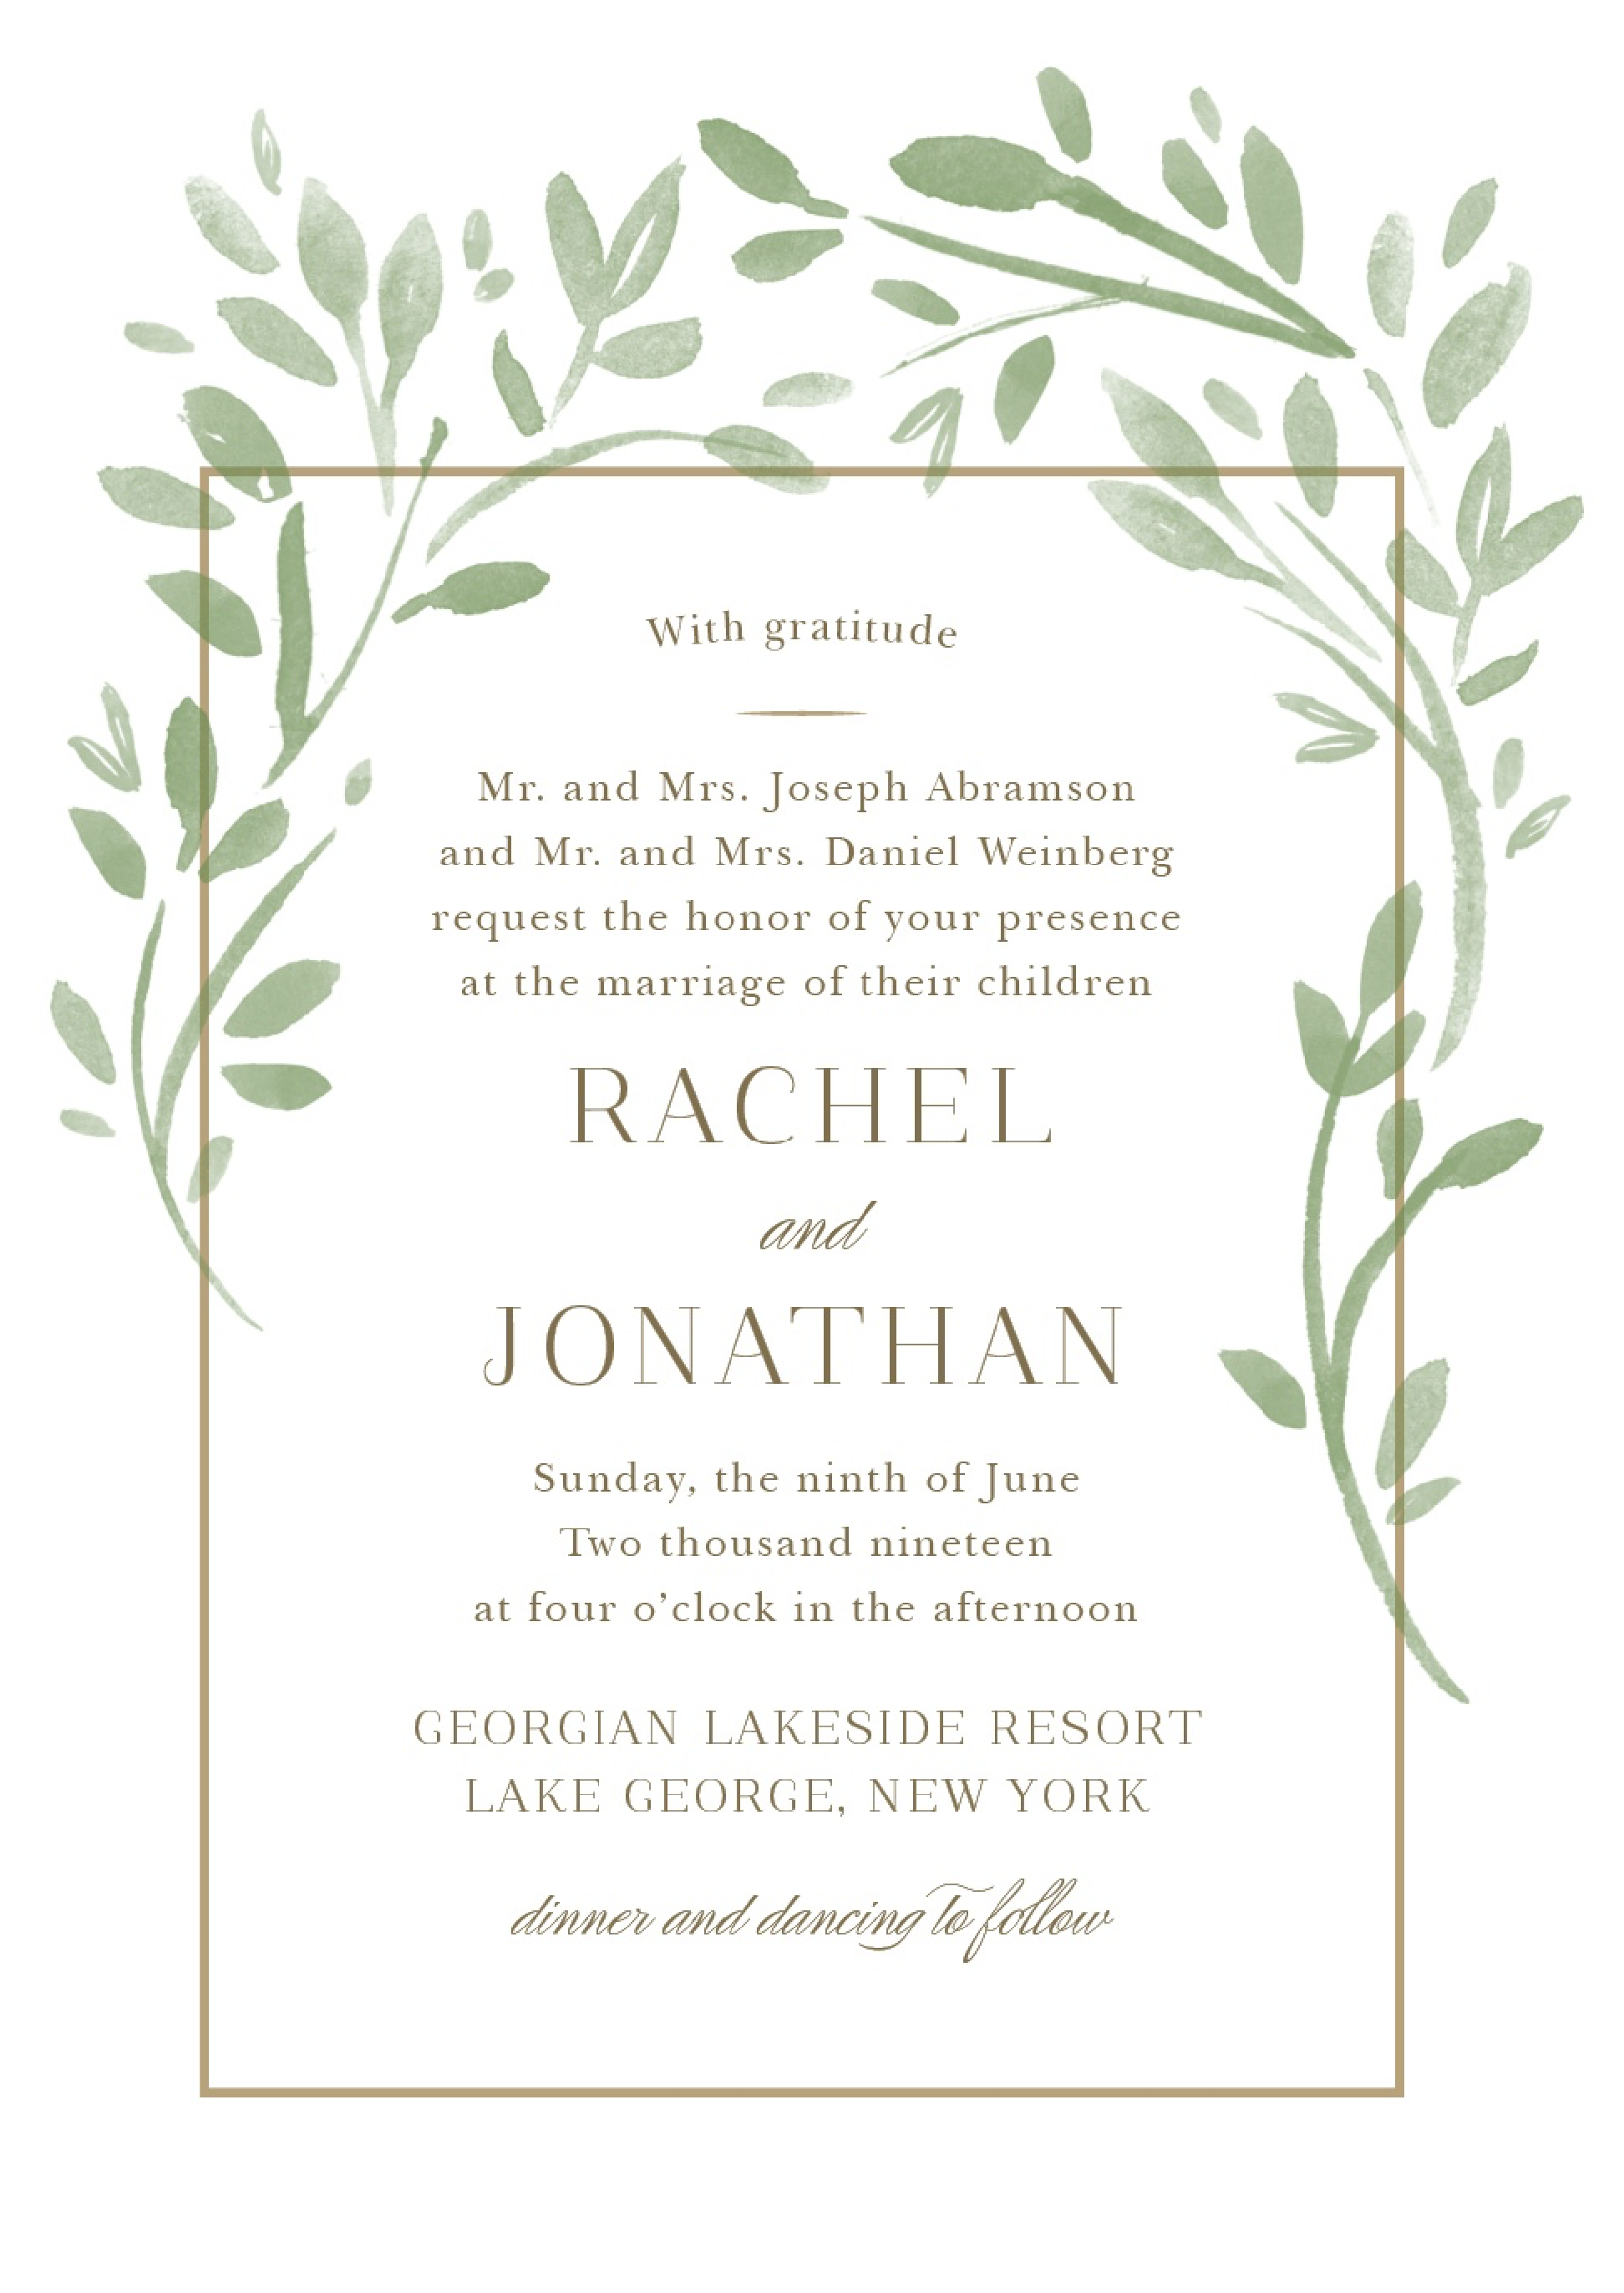 With gratitude
Mr. and Mrs. Joseph Abramson
and Mr. and Mrs. Daniel Weinberg
request the honor of your presence
at the marriage of their children
RACHEL
and
JONATHAN
Sunday, the ninth of June
Two thousand nineteen
at four o’clock in the afternoon
GEORGIAN LAKESIDE RESORT
LAKE GEORGE, NEW YORK
dinner and dancing to follow